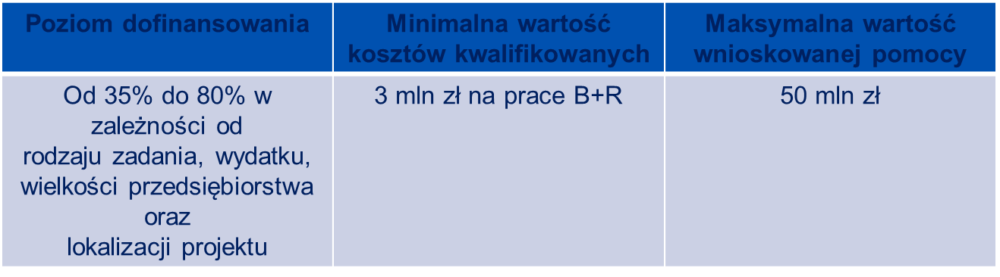 Poziom dofinansowania
Minimalna wartość
kosztów kwalifikowanych
Maksymalna wartość
wnioskowanej pomocy
Od 35% do 80% w
zależności od
rodzaju zadania, wydatku,
wielkości przedsiębiorstwa
oraz
lokalizacji projektu
3 mln zł na prace B+R
50 mln zł